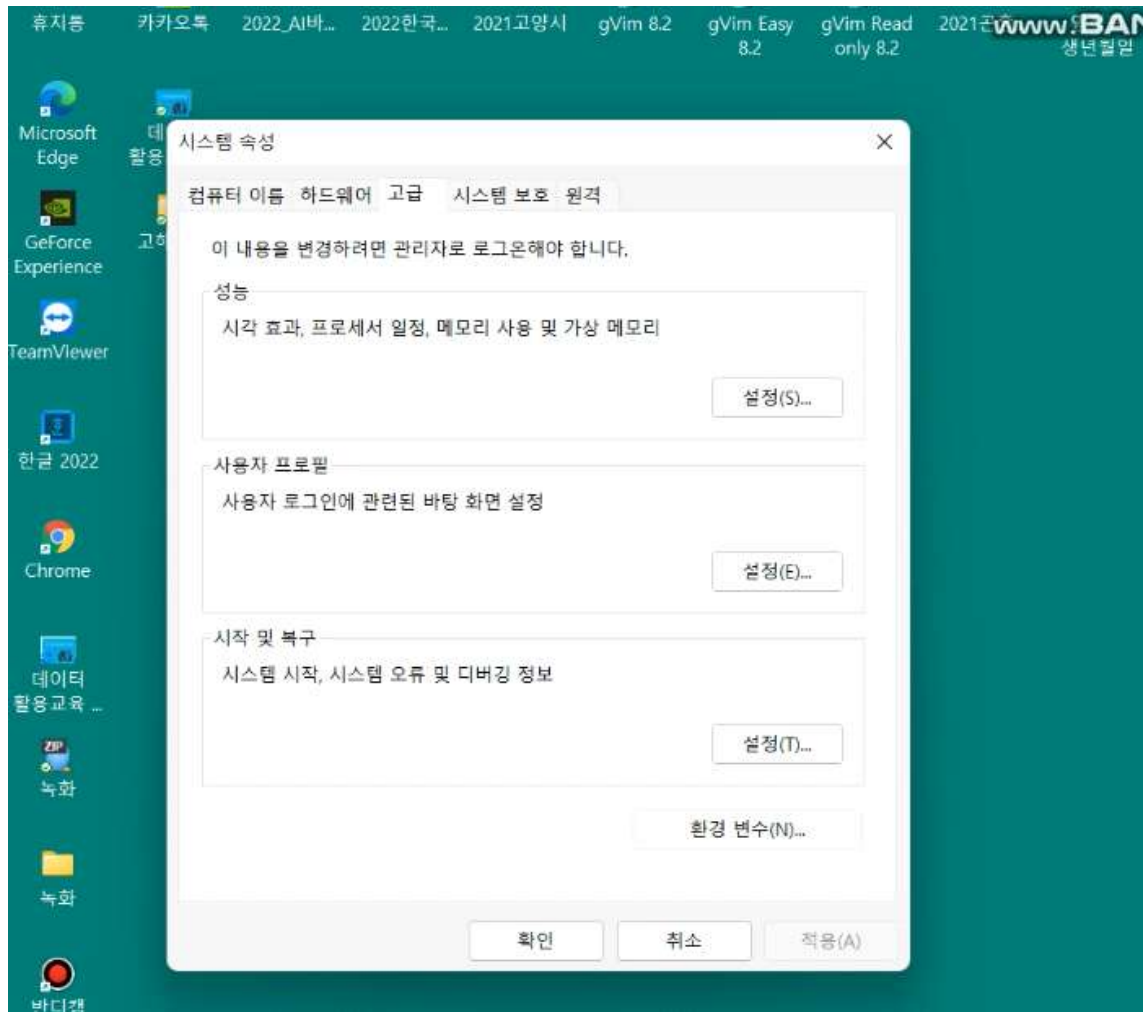 휴지통 카카오톡 2022_AI바... 2022한국... 2021고양시 gVim 8.2 gVim Easy 8.2 gVim Read only 8.2
www.BAN
생년월일
Microsoft
Edge
데
활용
GeForce
Experience
고
TeamViewer
한글 2022
Chrome
데이터
활용교육 ...
ZIP
녹화
녹화
반디캠
시스템 속성
컴퓨터 이름 하드웨어 고급 시스템 보호 원격
이 내용을 변경하려면 관리자로 로그온해야 합니다.
성능
시각 효과, 프로세서 일정, 메모리 사용 및 가상 메모리
설정(S)...
사용자 프로필
사용자 로그인에 관련된 바탕 화면 설정
설정(E)...
시작 및 복구
시스템 시작, 시스템 오류 및 디버깅 정보
설정(T)...
환경 변수(N)...
확인 취소 적용(A)